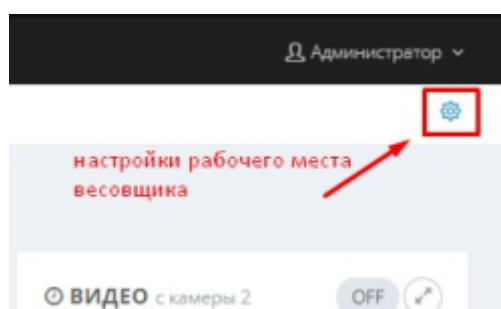 Администратор
настройки рабочего места
весовщика
ВИДЕО с камеры 2 OFF